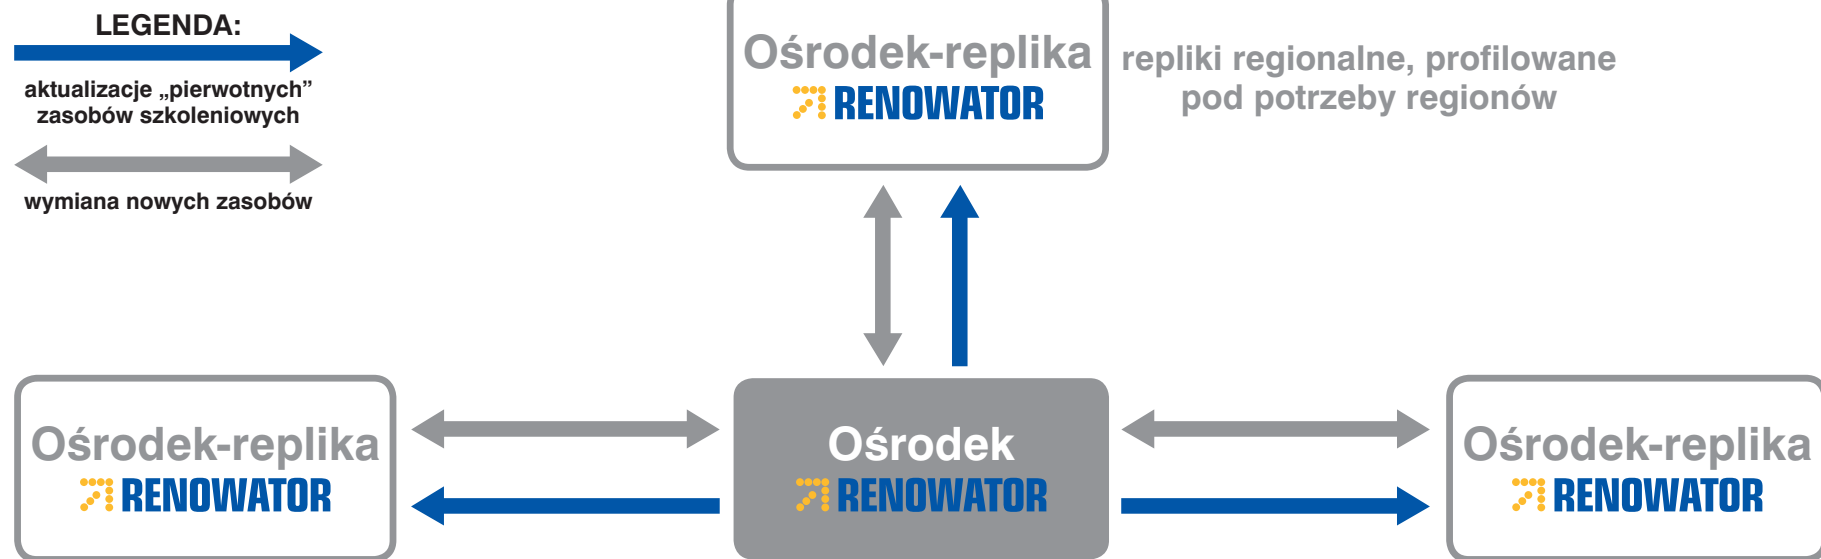 LEGENDA:
aktualizacje „pierwotnych”
zasobów szkoleniowych
wymiana nowych zasobów
Ośrodek-replika
RENOWATOR
repliki regionalne, profilowane
pod potrzeby regionów
Ośrodek-replika
RENOWATOR
Ośrodek
RENOWATOR
Ośrodek-replika
RENOWATOR